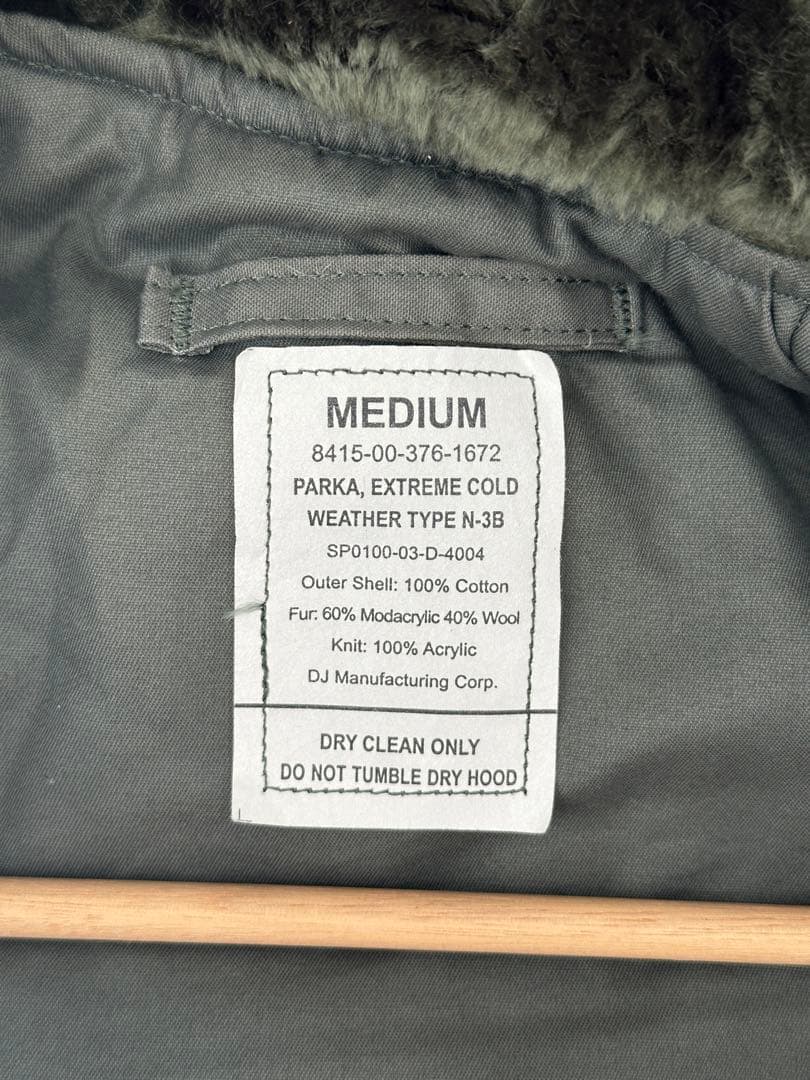 MEDIUM
8415-00-376-1672
PARKA, EXTREME COLD
WEATHER TYPE N-3B
SP0100-03-D-4004
Outer Shell: 100% Cotton
Fur: 60% Modacrylic 40% Wool
Knit: 100% Acrylic
DJ Manufacturing Corp.
DRY CLEAN ONLY
DO NOT TUMBLE DRY HOOD